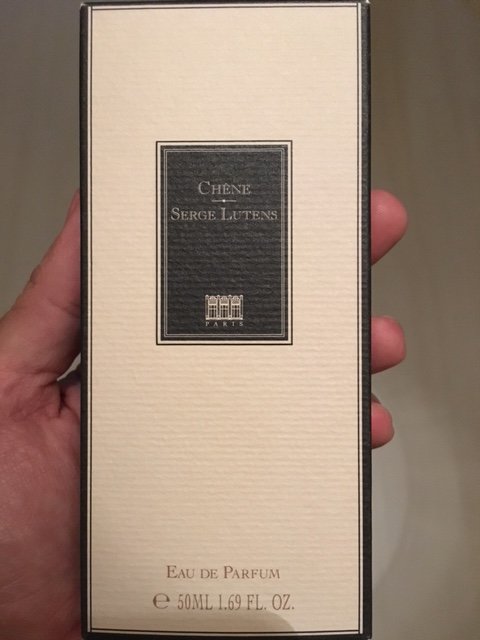 CHÊNE
SERGE LUTENS
PARIS
EAU DE PARFUM
e 50ML 1.69 FL. OZ.